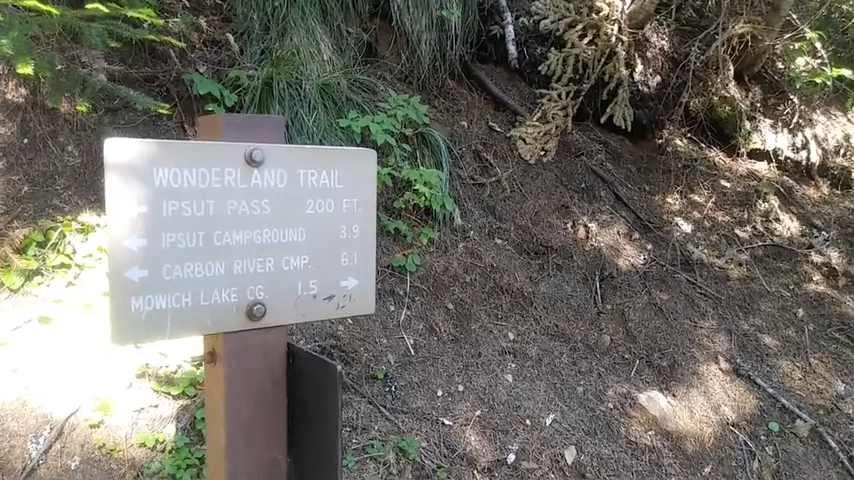 WONDERLAND TRAIL
← IPSUT PASS 200 FT.
← IPSUT CAMPGROUND 3.9
← CARBON RIVER CMP. 6.1
MOWICH LAKE CG. 1.5 →